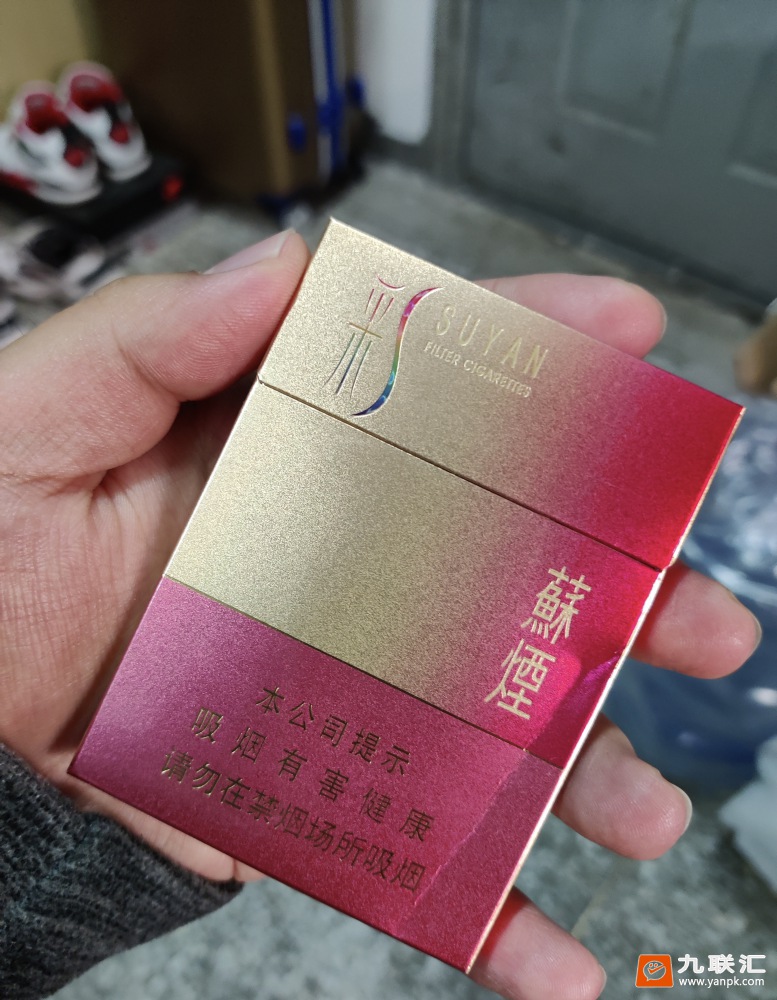 彩
SUYAN
FILTER CIGARETTES
蘇煙
本公司提示
吸烟有害健康
请勿在禁烟场所吸烟
九联汇
www.yanpk.com